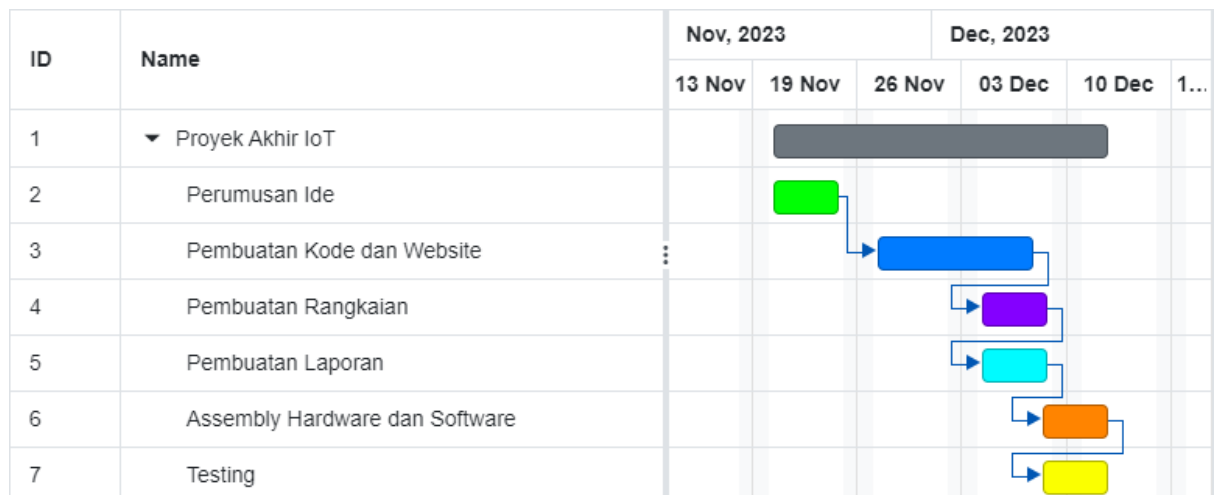 ID Name Nov, 2023 Dec, 2023
13 Nov 19 Nov 26 Nov 03 Dec 10 Dec 1...
1 Proyek Akhir IoT
2 Perumusan Ide
3 Pembuatan Kode dan Website
4 Pembuatan Rangkaian
5 Pembuatan Laporan
6 Assembly Hardware dan Software
7 Testing